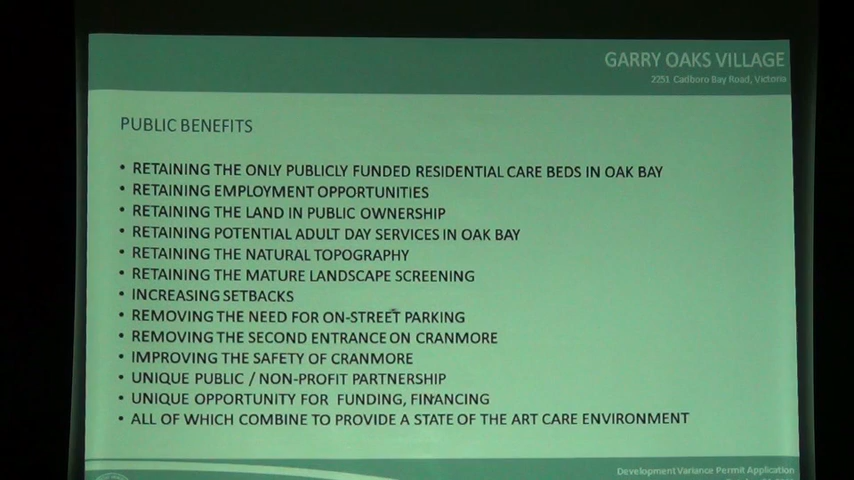 GARRY OAKS VILLAGE
2251 Cadboro Bay Road, Victoria
PUBLIC BENEFITS
• RETAINING THE ONLY PUBLICLY FUNDED RESIDENTIAL CARE BEDS IN OAK BAY
• RETAINING EMPLOYMENT OPPORTUNITIES
• RETAINING THE LAND IN PUBLIC OWNERSHIP
• RETAINING POTENTIAL ADULT DAY SERVICES IN OAK BAY
• RETAINING THE NATURAL TOPOGRAPHY
• RETAINING THE MATURE LANDSCAPE SCREENING
• INCREASING SETBACKS
• REMOVING THE NEED FOR ON-STREET PARKING
• REMOVING THE SECOND ENTRANCE ON CRANMORE
• IMPROVING THE SAFETY OF CRANMORE
• UNIQUE PUBLIC / NON-PROFIT PARTNERSHIP
• UNIQUE OPPORTUNITY FOR FUNDING, FINANCING
• ALL OF WHICH COMBINE TO PROVIDE A STATE OF THE ART CARE ENVIRONMENT
Development Variance Permit Application